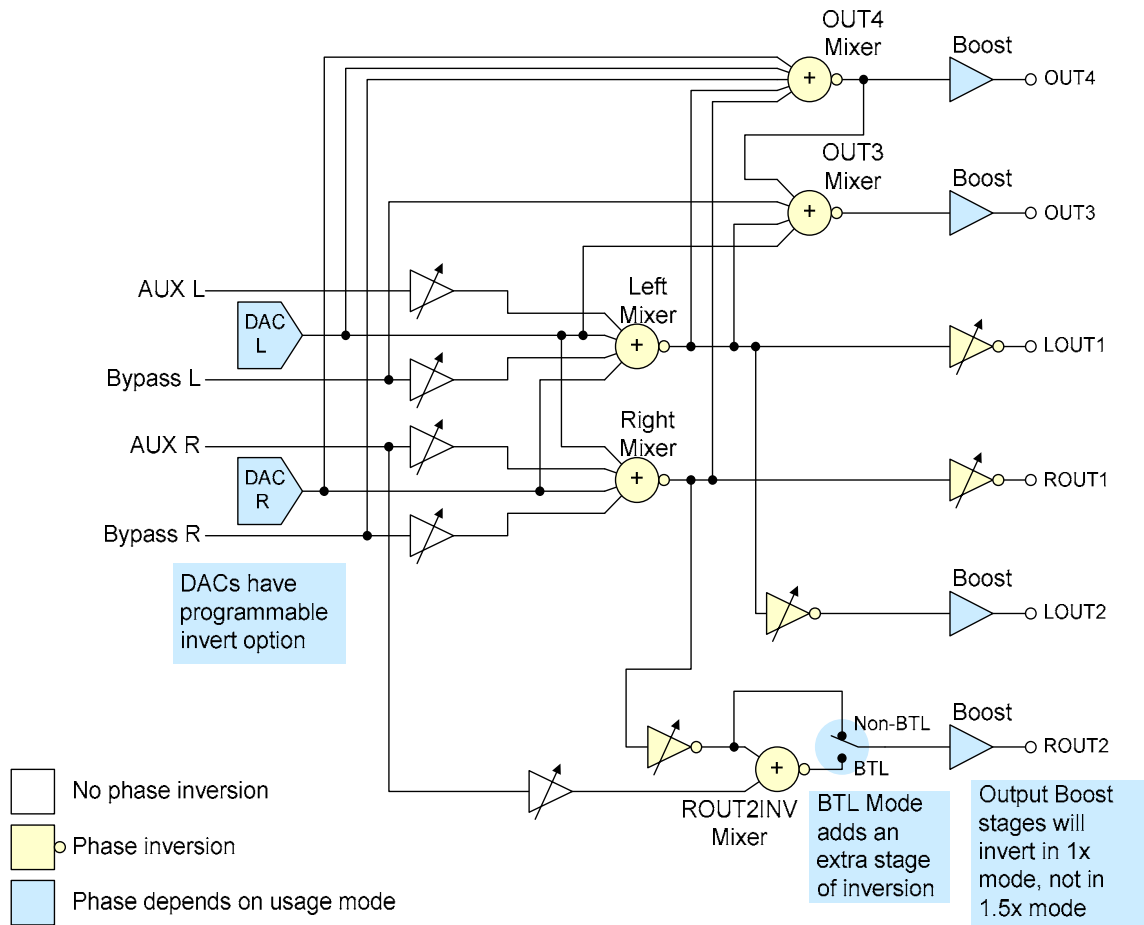 OUT4
Mixer
Boost
OUT4
OUT3
Mixer
Boost
OUT3
AUX L
DAC
L
Left
Mixer
+
LOUT1
Bypass L
AUX R
Right
Mixer
+
ROUT1
DAC
R
Bypass R
DACs have
programmable
invert option
Boost
LOUT2
Non-BTL
Boost
ROUT2
+
BTL
ROUT2INV
Mixer
BTL Mode
adds an
extra stage
of inversion
Output Boost
stages will
invert in 1x
mode, not in
1.5x mode
No phase inversion
Phase inversion
Phase depends on usage mode
+
+